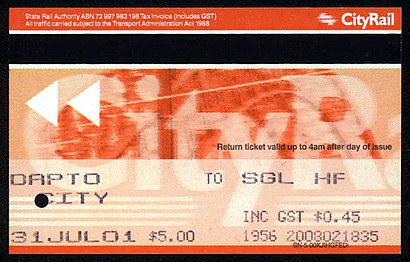 State Rail Authority ABN 73 997 983 198 Tax Invoice (Includes GST)
All traffic carried subject to the Transport Administration Act 1988
CityRail
CityRa
Return ticket valid up to 4am after day of issue
DAPTO TO SGL HF
CITY
INC GST $0.45
31JUL01 $5.00 1956 2008021835